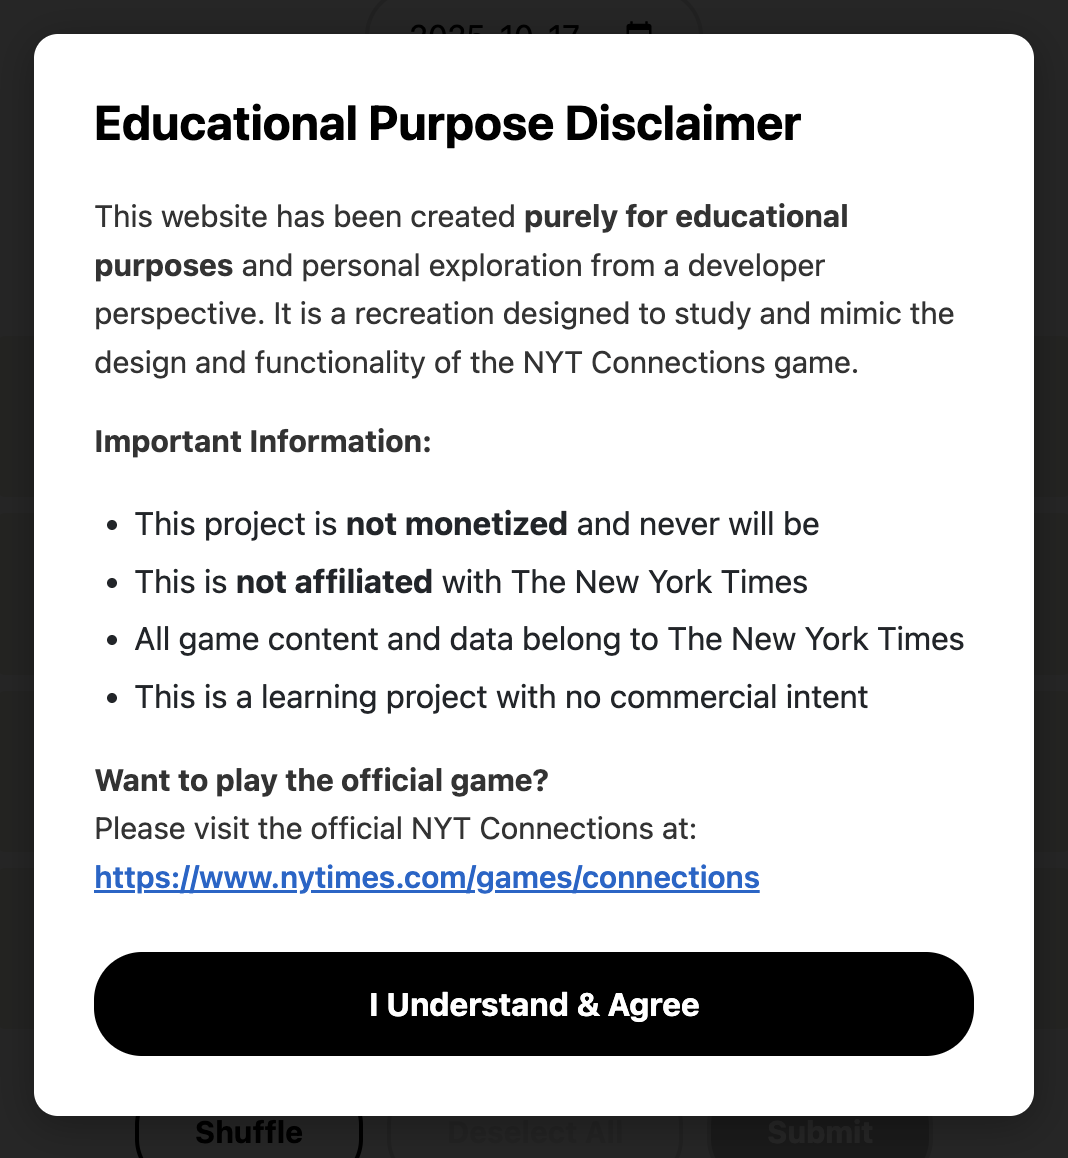 2025-10-17
Educational Purpose Disclaimer
This website has been created purely for educational
purposes and personal exploration from a developer
perspective. It is a recreation designed to study and mimic the
design and functionality of the NYT Connections game.
Important Information:
• This project is not monetized and never will be
• This is not affiliated with The New York Times
• All game content and data belong to The New York Times
• This is a learning project with no commercial intent
Want to play the official game?
Please visit the official NYT Connections at:
https://www.nytimes.com/games/connections
I Understand & Agree
Shuffle
Deselect All
Submit